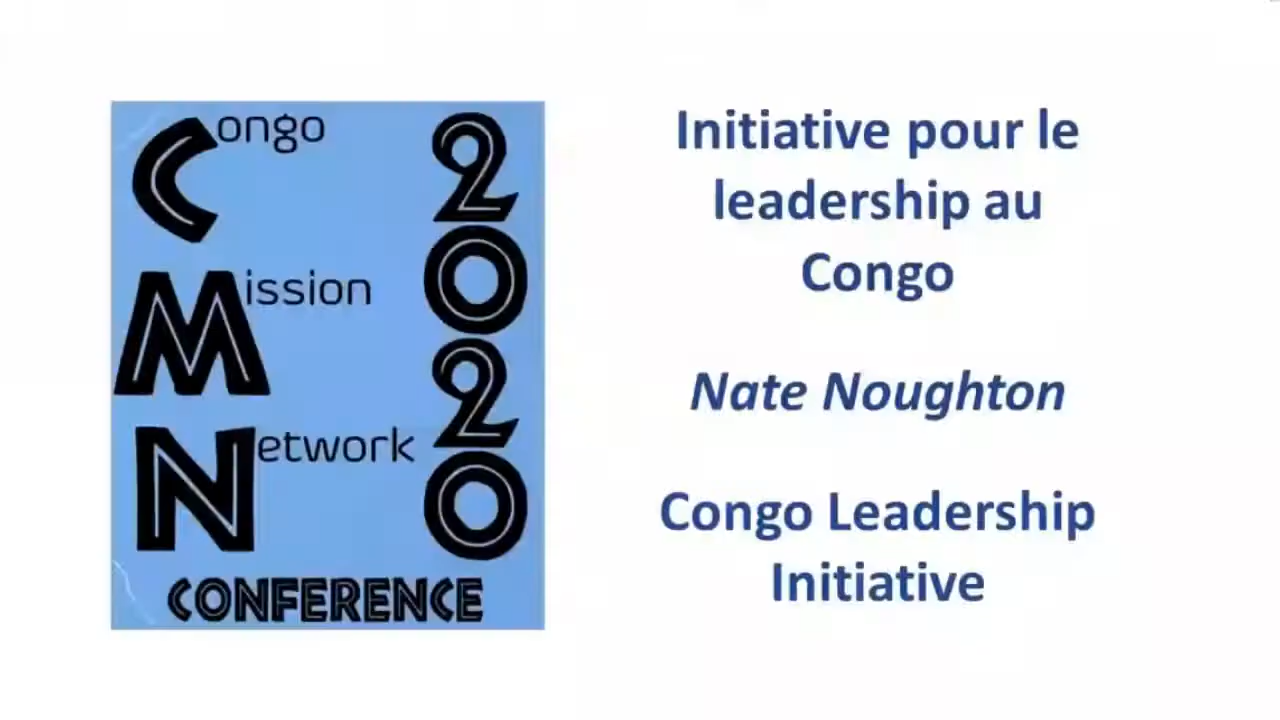 Congo
Mission
Network
2020
CONFERENCE
Initiative pour le
leadership au
Congo
Nate Noughton
Congo Leadership
Initiative